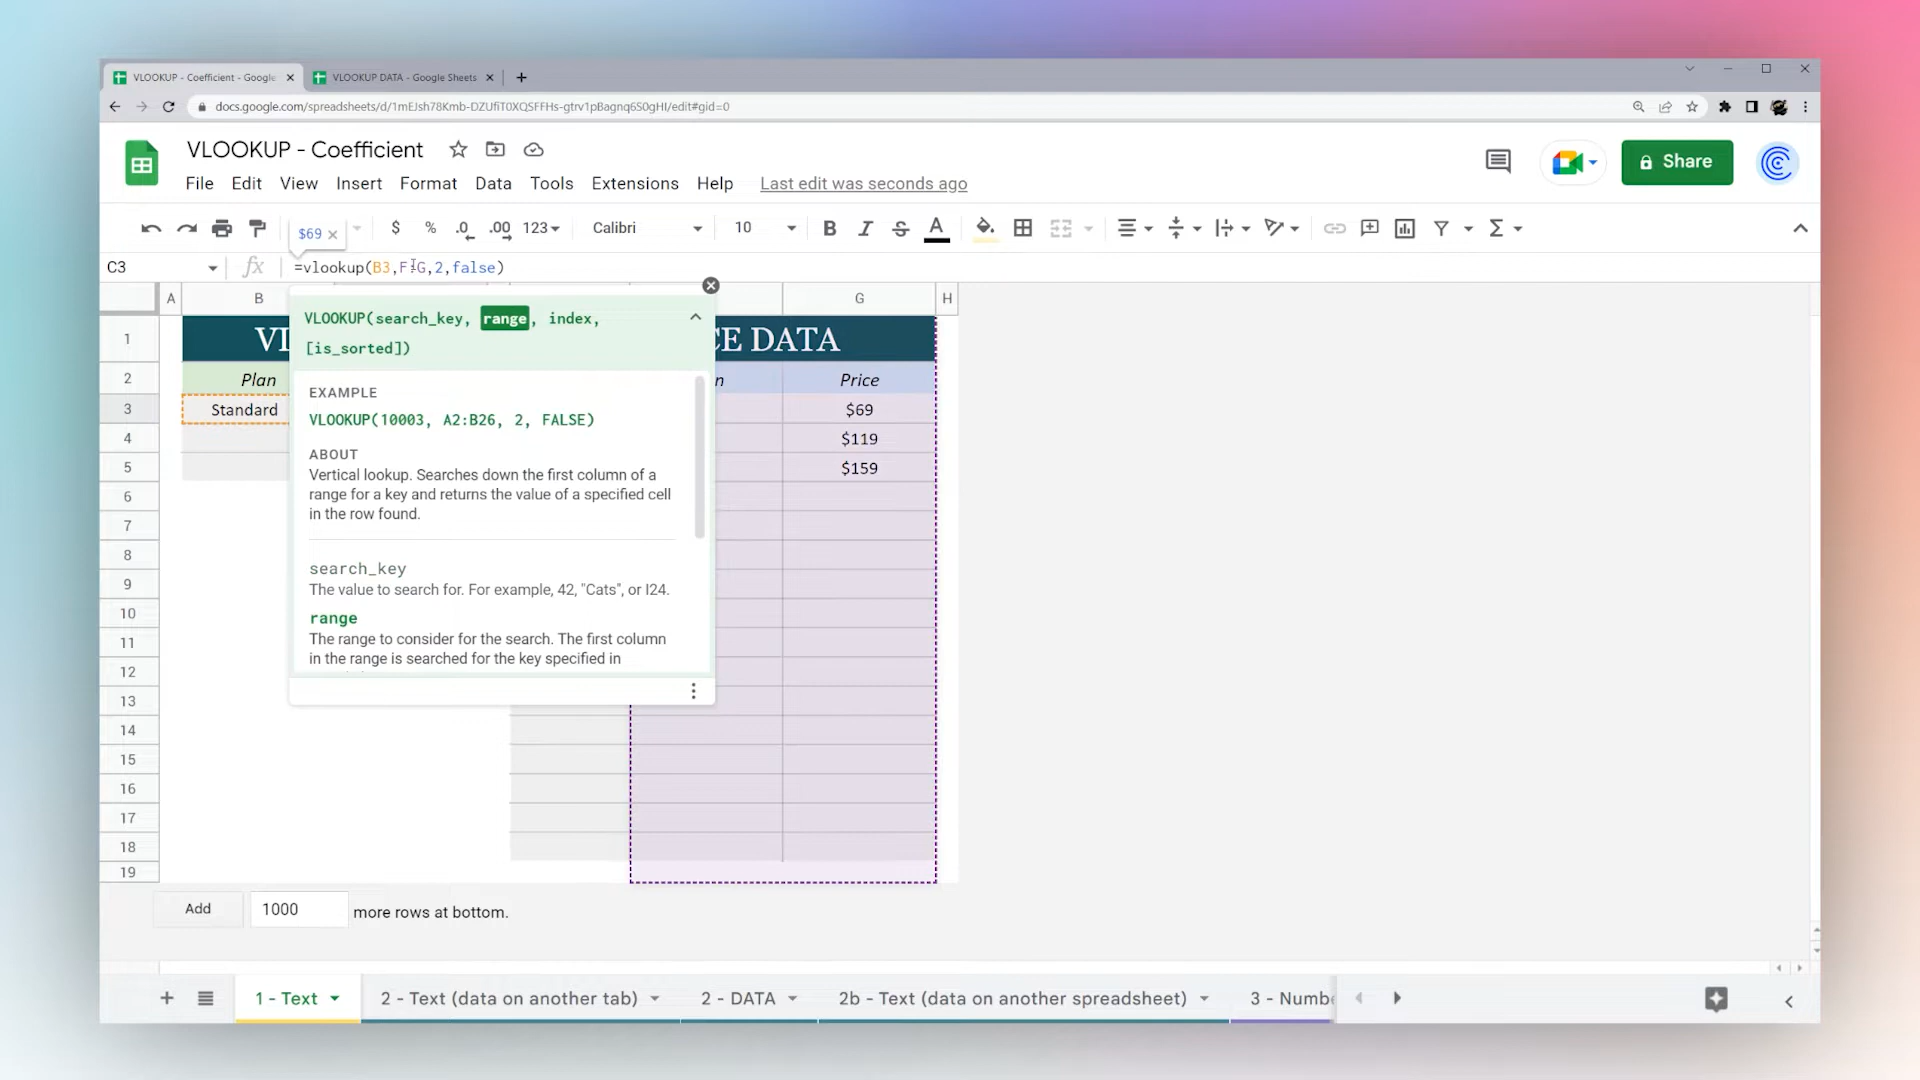 VLOOKUP - Coefficient - Google
VLOOKUP DATA - Google Sheets
docs.google.com/spreadsheets/d/1mEJsh78Kmb-DZUfiT0XQSFFHs-gtrv1pBagnq6S0gHI/edit#gid=0
VLOOKUP - Coefficient
File Edit View Insert Format Data Tools Extensions Help Last edit was seconds ago
Share
$69 $ % .0 .00 123 Calibri 10 B I S A
C3 fx =vlookup(B3,F:G,2,false)
A B G H
VLOOKUP(search_key, range, index,
[is_sorted])
1 CE DATA
2 Plan Price
3 Standard $69
4 $119
5 $159
EXAMPLE
VLOOKUP(10003, A2:B26, 2, FALSE)
ABOUT
Vertical lookup. Searches down the first column of a
range for a key and returns the value of a specified cell
in the row found.
search_key
The value to search for. For example, 42, "Cats", or I24.
range
The range to consider for the search. The first column
in the range is searched for the key specified in
6
7
8
9
10
11
12
13
14
15
16
17
18
19
Add 1000 more rows at bottom.
1 - Text 2 - Text (data on another tab) 2 - DATA 2b - Text (data on another spreadsheet) 3 - Numb